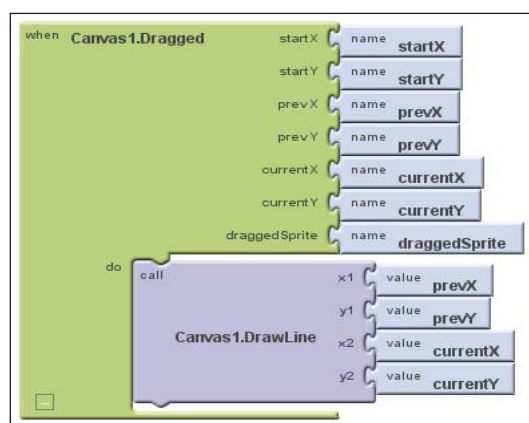 when Canvas1.Dragged startX name startX
startY name startY
prevX name prevX
prevY name prevY
currentX name currentX
currentY name currentY
draggedSprite name draggedSprite
do call x1 value prevX
y1 value prevY
Canvas1.DrawLine x2 value currentX
y2 value currentY